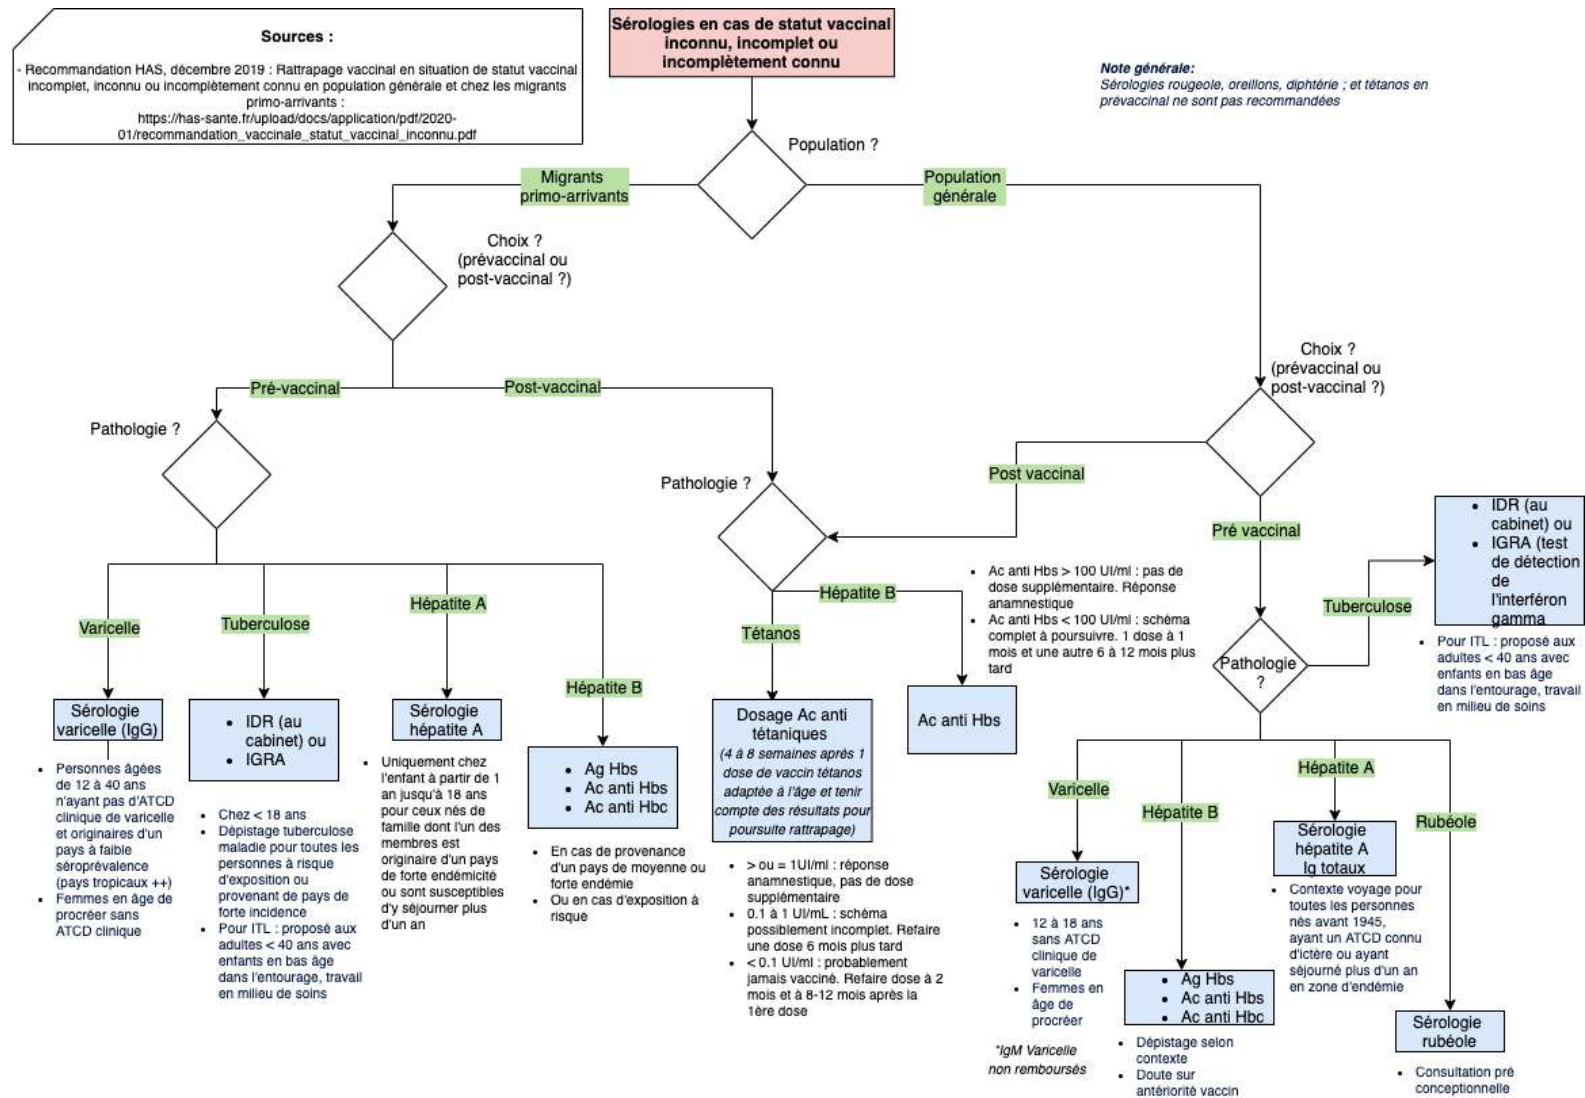 Sources :
- Recommandation HAS, décembre 2019 : Rattrapage vaccinal en situation de statut vaccinal
incomplet, inconnu ou incomplètement connu en population générale et chez les migrants
primo-arrivants :
https://has-sante.fr/upload/docs/application/pdf/2020-
01/recommandation_vaccinale_statut_vaccinal_inconnu.pdf
Sérologies en cas de statut vaccinal
inconnu, incomplet ou
incomplètement connu
Note générale:
Sérologies rougeole, oreillons, diphtérie ; et tétanos en
prévaccinal ne sont pas recommandées
Population ?
Migrants
primo-arrivants
Population
générale
Choix ?
(prévaccinal ou
post-vaccinal ?)
Choix ?
(prévaccinal ou
post-vaccinal ?)
Pré-vaccinal
Post-vaccinal
Pathologie ?
Pathologie ?
Post vaccinal
Pré vaccinal
Varicelle
Tuberculose
Hépatite A
Hépatite B
Tétanos
Hépatite B
• Ac anti Hbs > 100 UI/ml : pas de
dose supplémentaire. Réponse
anamnestique
• Ac anti Hbs < 100 UI/ml : schéma
complet à poursuivre. 1 dose à 1
mois et une autre 6 à 12 mois plus
tard
Pathologie
?
Tuberculose
• IDR (au
cabinet) ou
• IGRA (test
de détection
de
l'interféron
gamma
• Pour ITL : proposé aux
adultes < 40 ans avec
enfants en bas âge
dans l'entourage, travail
en milieu de soins
Sérologie
varicelle (IgG)
• Personnes âgées
de 12 à 40 ans
n'ayant pas d'ATCD
clinique de varicelle
et originaires d'un
pays à faible
séroprévalence
(pays tropicaux ++)
• Femmes en âge de
procréer sans
ATCD clinique
• IDR (au
cabinet) ou
• IGRA
• Chez < 18 ans
• Dépistage tuberculose
maladie pour toutes les
personnes à risque
d'exposition ou
provenant de pays de
forte incidence
• Pour ITL : proposé aux
adultes < 40 ans avec
enfants en bas âge
dans l'entourage, travail
en milieu de soins
Sérologie
hépatite A
• Uniquement chez
l'enfant à partir de 1
an jusqu'à 18 ans
pour ceux nés de
famille dont l'un des
membres est
originaire d'un pays
de forte endémicité
ou sont susceptibles
d'y séjourner plus
d'un an
• Ag Hbs
• Ac anti Hbs
• Ac anti Hbc
• En cas de provenance
d'un pays de moyenne ou
forte endémie
• Ou en cas d'exposition à
risque
Dosage Ac anti
tétaniques
(4 à 8 semaines après 1
dose de vaccin tétanos
adaptée à l'âge et tenir
compte des résultats pour
poursuite rattrapage)
• > ou = 1UI/ml : réponse
anamnestique, pas de dose
supplémentaire
• 0.1 à 1 UI/mL : schéma
possiblement incomplet. Refaire
une dose 6 mois plus tard
• < 0.1 UI/ml : probablement
jamais vacciné. Refaire dose à 2
mois et à 8-12 mois après la
1ère dose
Ac anti Hbs
Varicelle
Hépatite B
Hépatite A
Rubéole
Sérologie
varicelle (IgG)*
• 12 à 18 ans
sans ATCD
clinique de
varicelle
• Femmes en
âge de
procréer
*IgM Varicelle
non remboursés
• Ag Hbs
• Ac anti Hbs
• Ac anti Hbc
• Dépistage selon
contexte
• Doute sur
antériorité vaccin
Sérologie
hépatite A
Ig totaux
• Contexte voyage pour
toutes les personnes
nés avant 1945,
ayant un ATCD connu
d'ictère ou ayant
séjourné plus d'un an
en zone d'endémie
Sérologie
rubéole
• Consultation pré
conceptionnelle